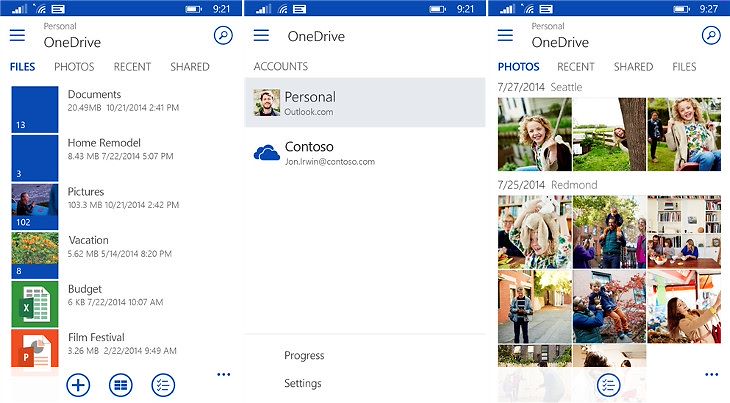 9:21
Personal
OneDrive
FILES PHOTOS RECENT SHARED
13
Documents
20.49MB 10/21/2014 2:41 PM
3
Home Remodel
8.43 MB 7/22/2014 5:07 PM
102
Pictures
103.3 MB 10/21/2014 2:42 PM
8
Vacation
5.62 MB 5/14/2014 8:20 PM
X
Budget
6 KB 7/22/2014 10:07 AM
P
Film Festival
3.26 MB 2/22/2014 9:49 AM
9:21
OneDrive
ACCOUNTS
Personal
Outlook.com
Contoso
Jon.Irwin@contoso.com
Progress
Settings
9:27
Personal
OneDrive
PHOTOS RECENT SHARED FILES
7/27/2014 Seattle
7/25/2014 Redmond